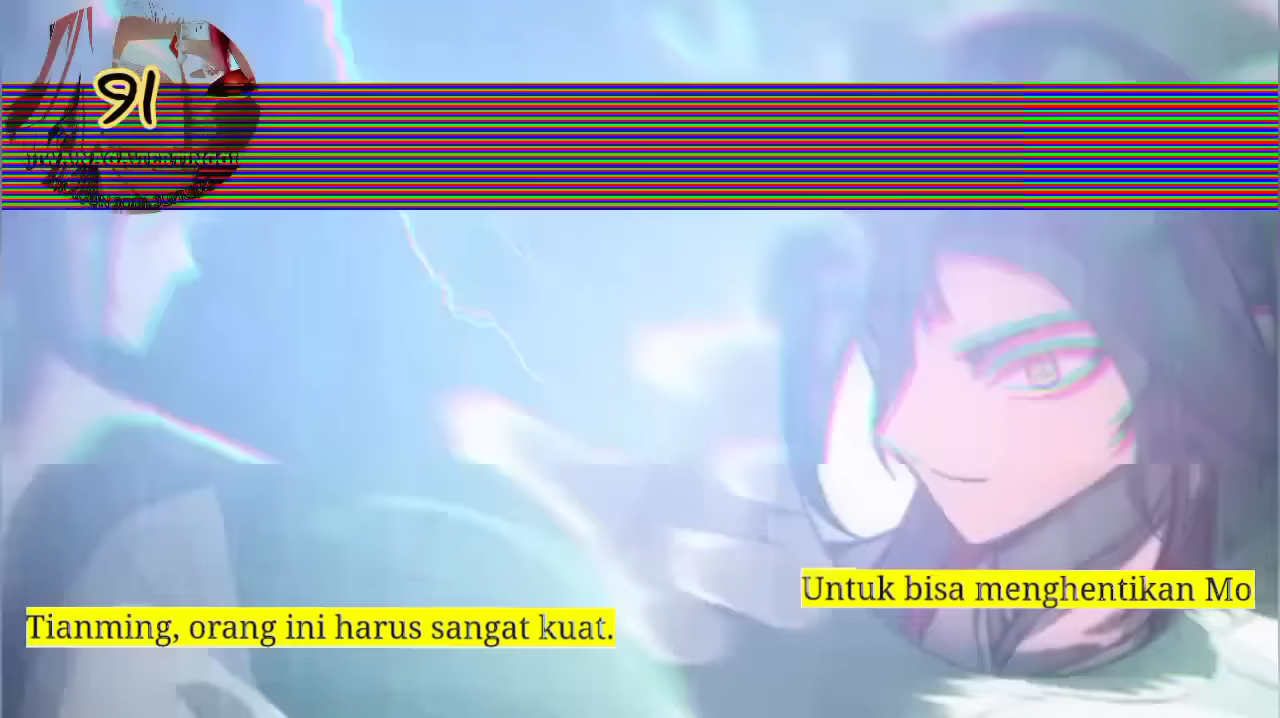 91
Untuk bisa menghentikan Mo
Tianming, orang ini harus sangat kuat.